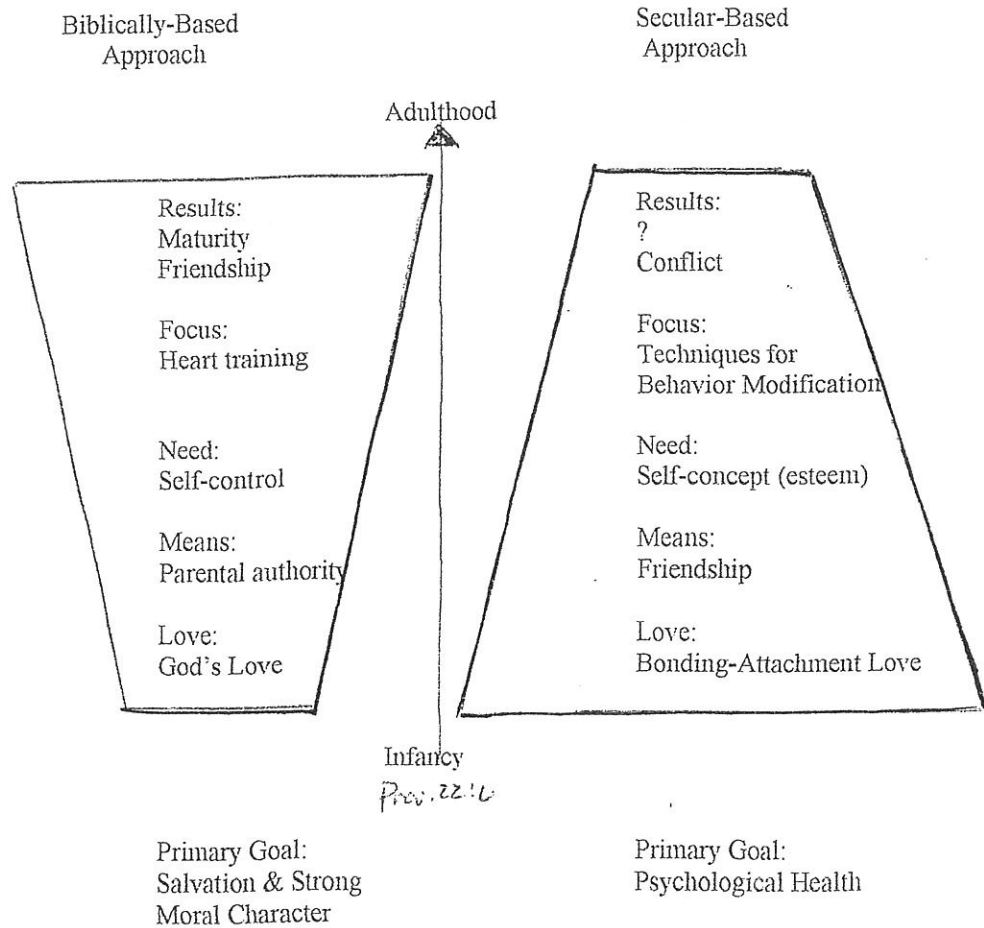 Biblically-Based
Approach
Secular-Based
Approach
Adulthood
Results:
Maturity
Friendship
Focus:
Heart training
Need:
Self-control
Means:
Parental authority
Love:
God's Love
Results:
?
Conflict
Focus:
Techniques for
Behavior Modification
Need:
Self-concept (esteem)
Means:
Friendship
Love:
Bonding-Attachment Love
Infancy
Prov. 22:6
Primary Goal:
Salvation & Strong
Moral Character
Primary Goal:
Psychological Health